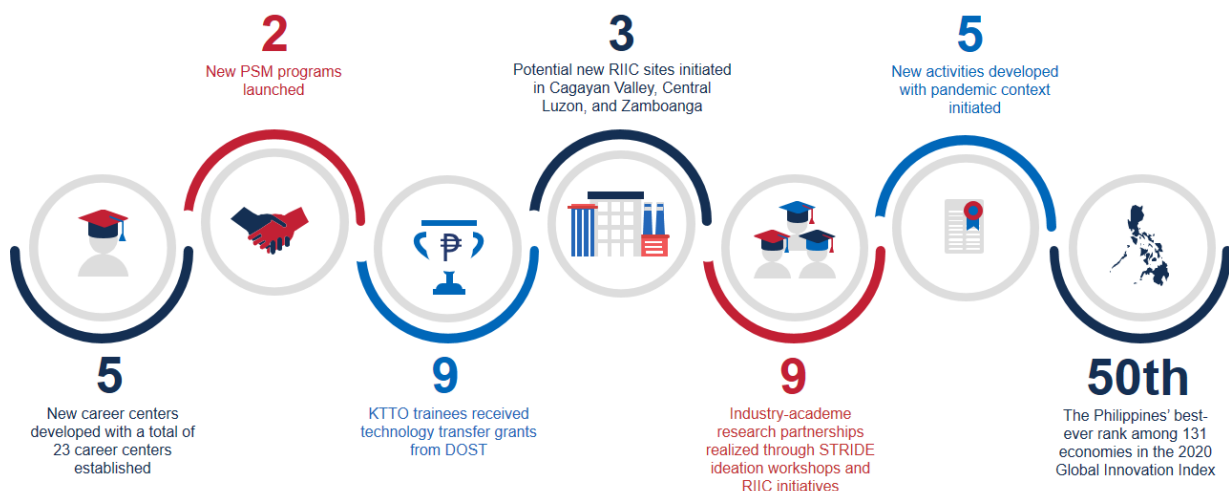 2
New PSM programs
launched
3
Potential new RIIC sites initiated
in Cagayan Valley, Central
Luzon, and Zamboanga
5
New activities developed
with pandemic context
initiated
₱
5
New career centers
developed with a total of
23 career centers
established
9
KTTO trainees received
technology transfer grants
from DOST
9
Industry-academe
research partnerships
realized through STRIDE
ideation workshops and
RIIC initiatives
50th
The Philippines' best-
ever rank among 131
economies in the 2020
Global Innovation Index